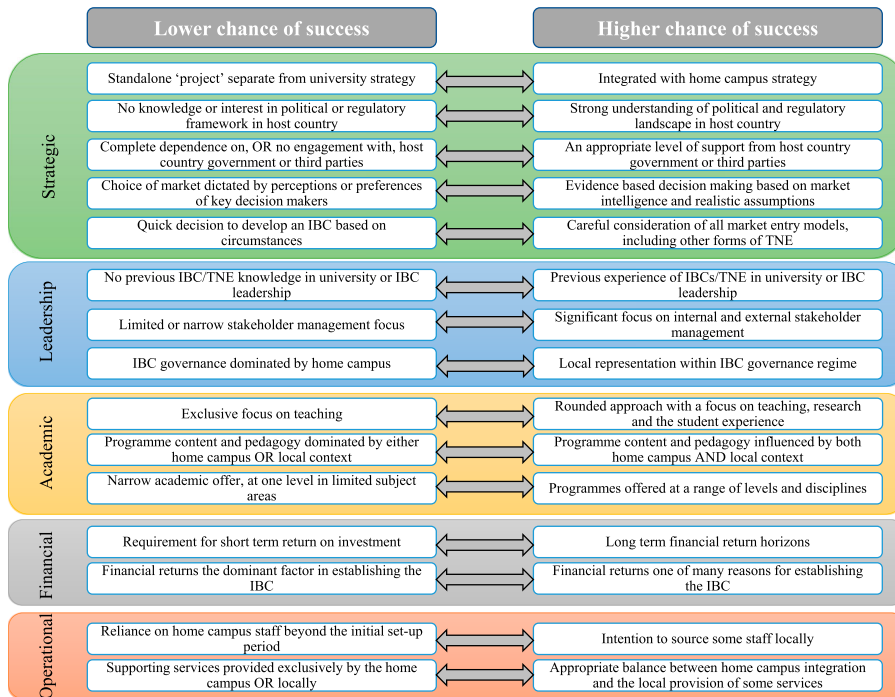 Lower chance of success
Higher chance of success
Strategic
Standalone ‘project’ separate from university strategy
Integrated with home campus strategy
No knowledge or interest in political or regulatory
framework in host country
Strong understanding of political and regulatory
landscape in host country
Complete dependence on, OR no engagement with, host
country government or third parties
An appropriate level of support from host country
government or third parties
Choice of market dictated by perceptions or preferences
of key decision makers
Evidence based decision making based on market
intelligence and realistic assumptions
Quick decision to develop an IBC based on
circumstances
Careful consideration of all market entry models,
including other forms of TNE
Leadership
No previous IBC/TNE knowledge in university or IBC
leadership
Previous experience of IBCs/TNE in university or IBC
leadership
Limited or narrow stakeholder management focus
Significant focus on internal and external stakeholder
management
IBC governance dominated by home campus
Local representation within IBC governance regime
Academic
Exclusive focus on teaching
Rounded approach with a focus on teaching, research
and the student experience
Programme content and pedagogy dominated by either
home campus OR local context
Programme content and pedagogy influenced by both
home campus AND local context
Narrow academic offer, at one level in limited subject
areas
Programmes offered at a range of levels and disciplines
Financial
Requirement for short term return on investment
Long term financial return horizons
Financial returns the dominant factor in establishing the
IBC
Financial returns one of many reasons for establishing
the IBC
Operational
Reliance on home campus staff beyond the initial set-up
period
Intention to source some staff locally
Supporting services provided exclusively by the home
campus OR locally
Appropriate balance between home campus integration
and the local provision of some services